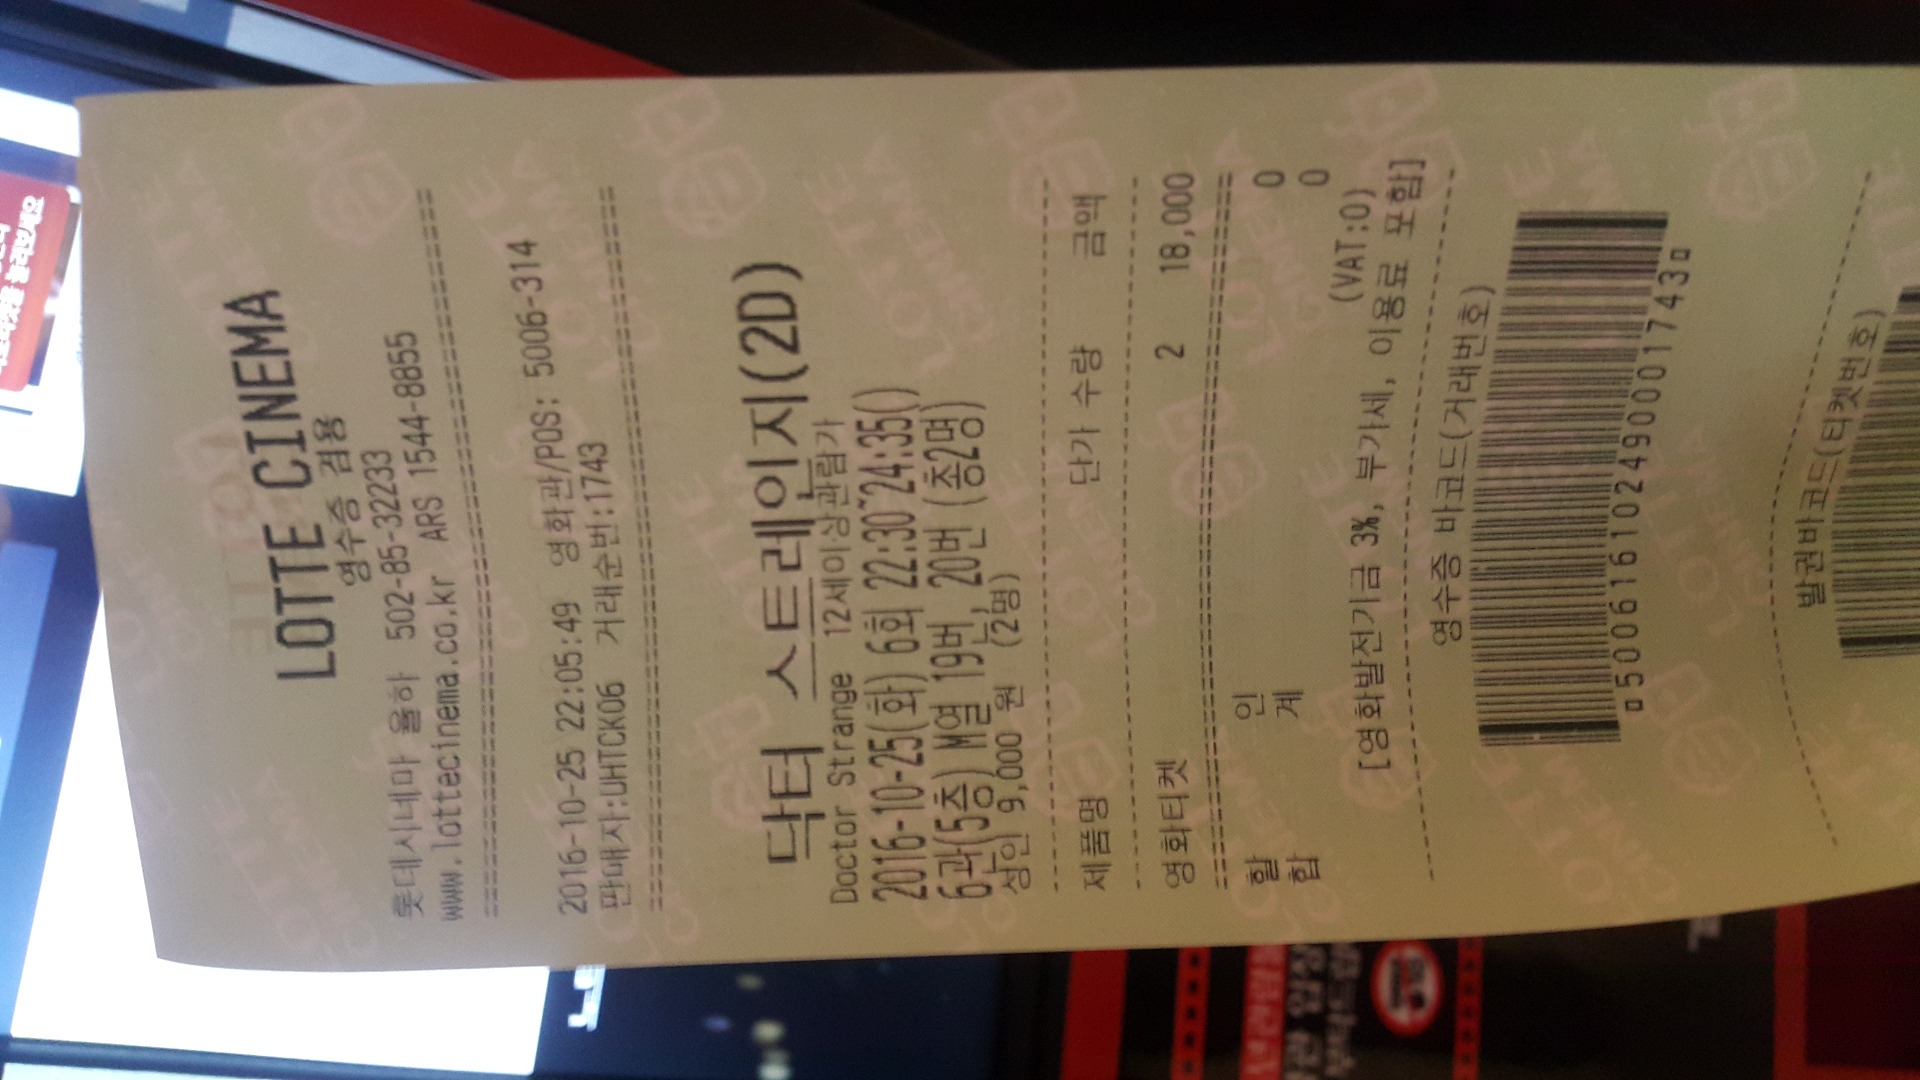 LOTTE CINEMA
영수증 겸용
롯데시네마 율하 502-85-32233
www.lottecinema.co.kr ARS 1544-8855
2016-10-25 22:05:49 영화관/POS: 5006-314
판매자:UHTCK06 거래순번:1743
닥터 스트레인지(2D)
Doctor Strange 12세이상관람가
2016-10-25(화) 6회 22:30~24:35()
6관(5층) M열 19번, 20번 (총2명)
성인 9,000 원 (2명)
제품명 단가 수량 금액
영화티켓 2 18,000
할 인 0
합 계 0
(VAT:0)
[영화발전기금 3%, 부가세, 이용료 포함]
영수증 바코드(거래번호)
5006161024900017430
발권바코드(티켓번호)